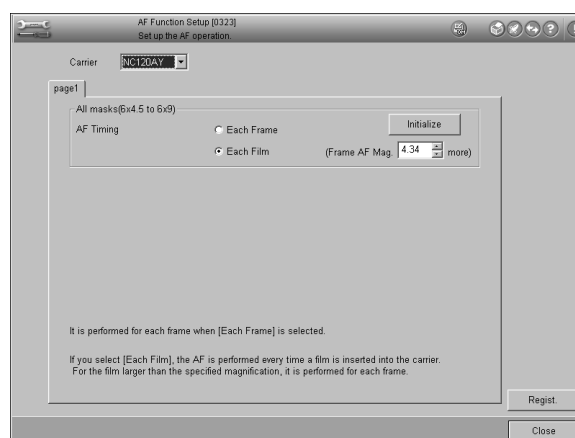 AF Function Setup [0323]
Set up the AF operation.
Carrier NC120AY
page1
All masks(6x4.5 to 6x9)
AF Timing Each Frame Initialize
Each Film (Frame AF Mag. 4.34 more)
It is performed for each frame when [Each Frame] is selected.
If you select [Each Film], the AF is performed every time a film is inserted into the carrier.
For the film larger than the specified magnification, it is performed for each frame.
Regist.
Close